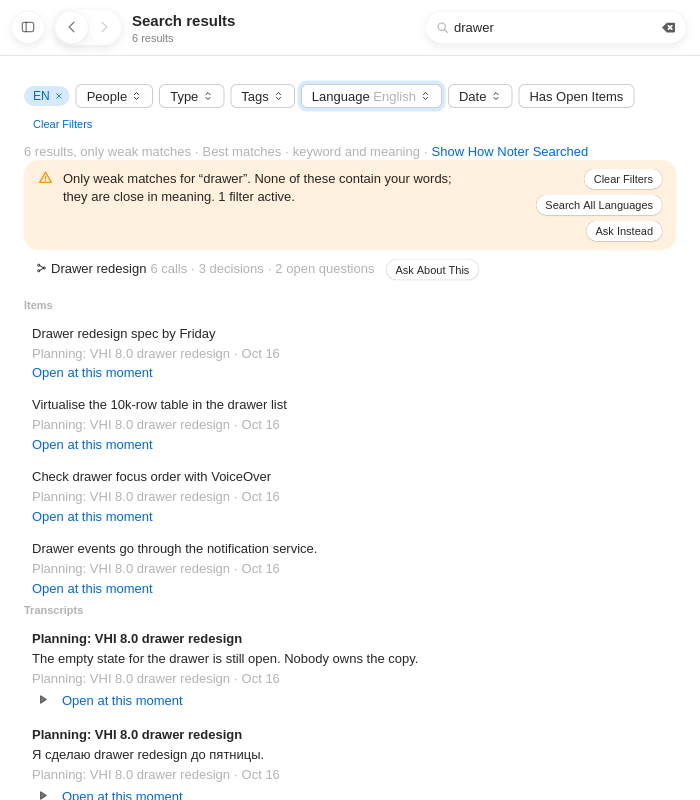 Search results
6 results
drawer
EN ×
People
Type
Tags
Language English
Date
Has Open Items
Clear Filters
6 results, only weak matches · Best matches · keyword and meaning · Show How Noter Searched
Only weak matches for “drawer”. None of these contain your words;
they are close in meaning. 1 filter active.
Clear Filters
Search All Languages
Ask Instead
Drawer redesign 6 calls · 3 decisions · 2 open questions
Ask About This
Items
Drawer redesign spec by Friday
Planning: VHI 8.0 drawer redesign · Oct 16
Open at this moment
Virtualise the 10k-row table in the drawer list
Planning: VHI 8.0 drawer redesign · Oct 16
Open at this moment
Check drawer focus order with VoiceOver
Planning: VHI 8.0 drawer redesign · Oct 16
Open at this moment
Drawer events go through the notification service.
Planning: VHI 8.0 drawer redesign · Oct 16
Open at this moment
Transcripts
Planning: VHI 8.0 drawer redesign
The empty state for the drawer is still open. Nobody owns the copy.
Planning: VHI 8.0 drawer redesign · Oct 16
Open at this moment
Planning: VHI 8.0 drawer redesign
Я сделаю drawer redesign до пятницы.
Planning: VHI 8.0 drawer redesign · Oct 16
Open at this moment